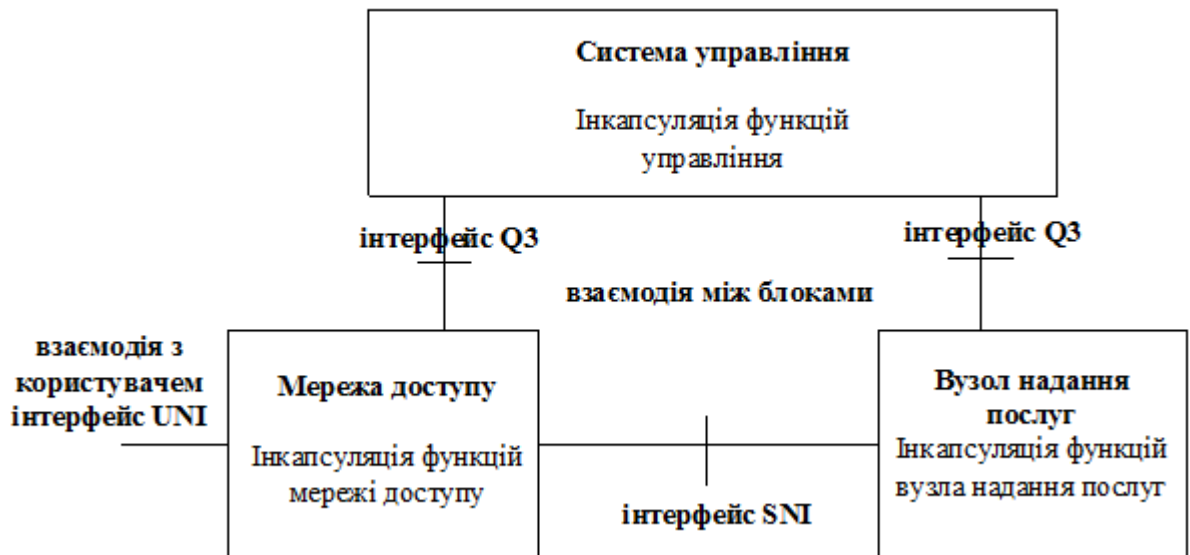 Система управління
Інкапсуляція функцій
управління
інтерфейс Q3
інтерфейс Q3
взаємодія між блоками
взаємодія з
користувачем
інтерфейс UNI
Мережа доступу
Інкапсуляція функцій
мережі доступу
Вузол надання
послуг
Інкапсуляція функцій
вузла надання послуг
інтерфейс SNI